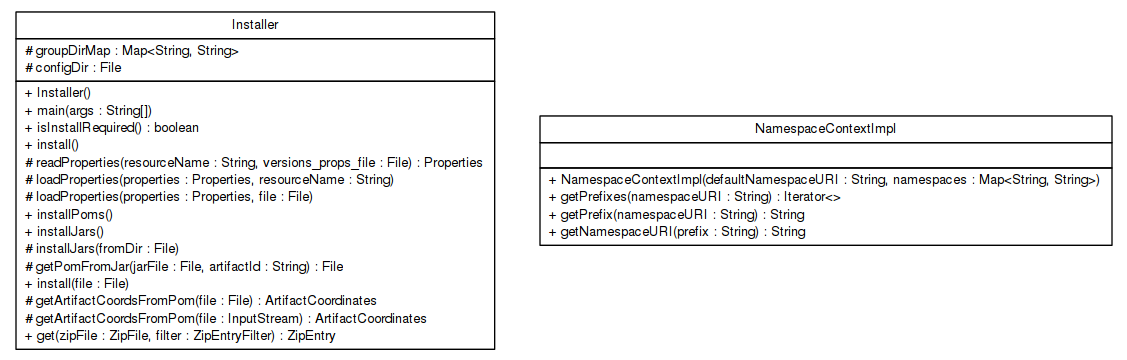 Installer
# groupDirMap : Map<String, String>
# configDir : File
+ Installer()
+ main(args : String[])
+ isInstallRequired() : boolean
+ install()
# readProperties(resourceName : String, versions_props_file : File) : Properties
# loadProperties(properties : Properties, resourceName : String)
# loadProperties(properties : Properties, file : File)
+ installPoms()
+ installJars()
# installJars(fromDir : File)
# getPomFromJar(jarFile : File, artifactId : String) : File
+ install(file : File)
# getArtifactCoordsFromPom(file : File) : ArtifactCoordinates
# getArtifactCoordsFromPom(file : InputStream) : ArtifactCoordinates
+ get(zipFile : ZipFile, filter : ZipEntryFilter) : ZipEntry
NamespaceContextImpl
+ NamespaceContextImpl(defaultNamespaceURI : String, namespaces : Map<String, String>)
+ getPrefixes(namespaceURI : String) : Iterator<>
+ getPrefix(namespaceURI : String) : String
+ getNamespaceURI(prefix : String) : String